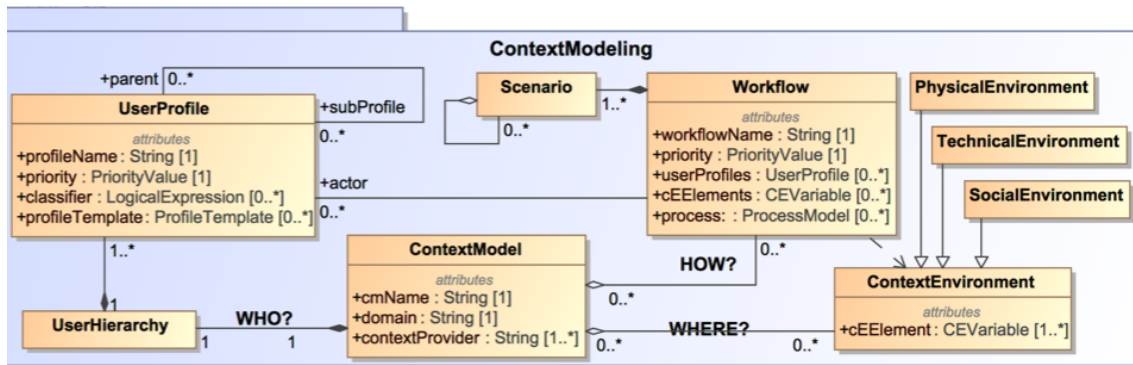 ContextModeling
+parent
0..*
+subProfile
0..*
UserProfile
attributes
+profileName : String [1]
+priority : PriorityValue [1]
+classifier : LogicalExpression [0..*]
+profileTemplate : ProfileTemplate [0..*]
+actor
0..*
Scenario
0..*
1..*
Workflow
attributes
+workflowName : String [1]
+priority : PriorityValue [1]
+userProfiles : UserProfile [0..*]
+cEElements : CEVariable [0..*]
+process: : ProcessModel [0..*]
PhysicalEnvironment
TechnicalEnvironment
SocialEnvironment
1..*
1
UserHierarchy
1
WHO?
1
ContextModel
attributes
+cmName : String [1]
+domain : String [1]
+contextProvider : String [1..*]
HOW?
0..*
0..*
WHERE?
0..*
0..*
ContextEnvironment
attributes
+cEElement : CEVariable [1..*]